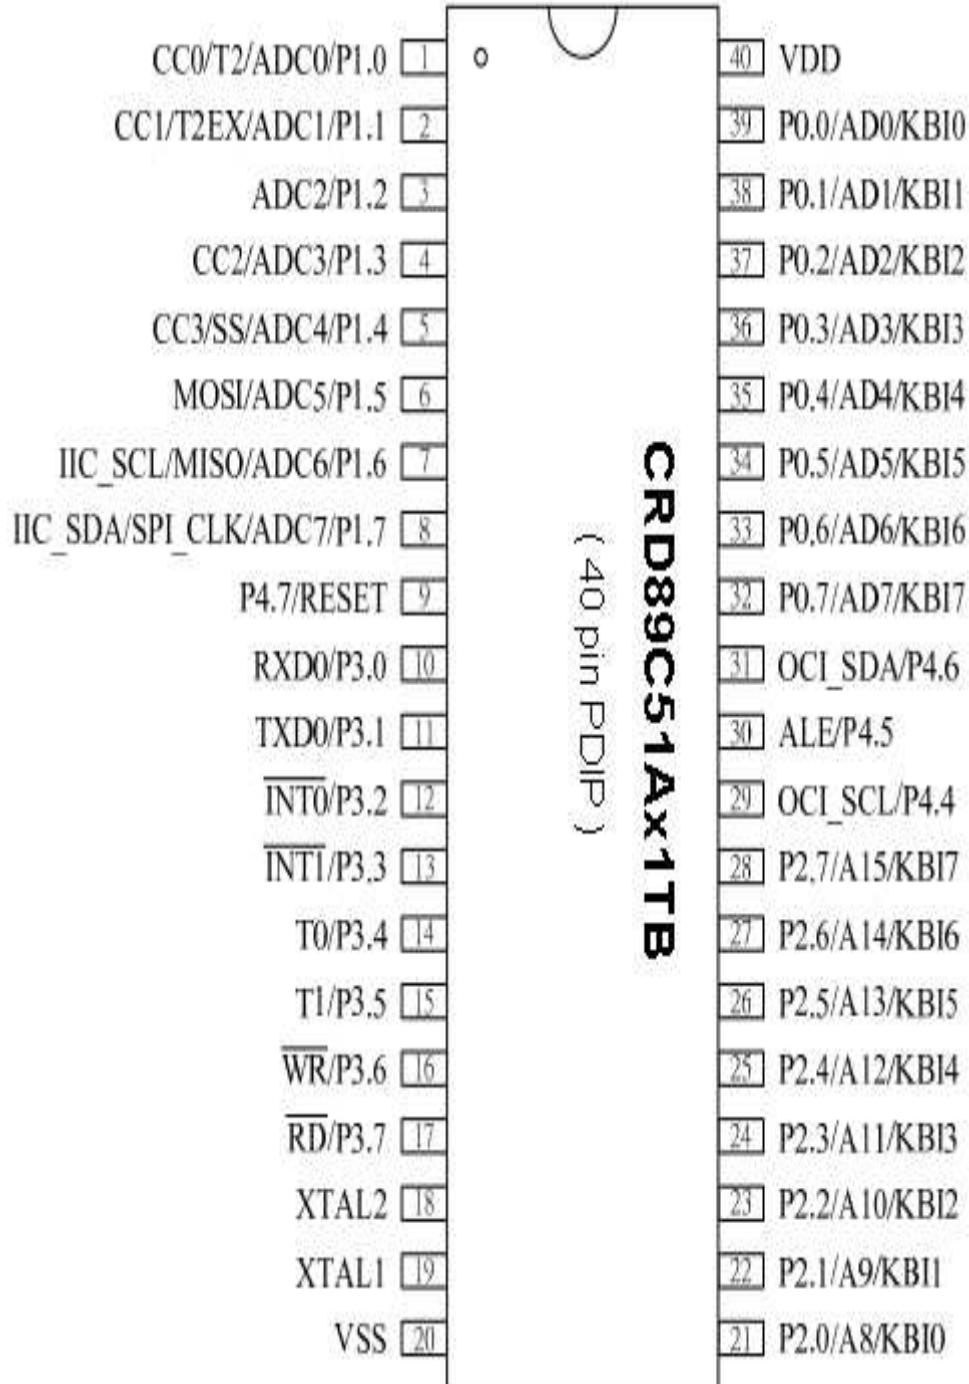 CC0/T2/ADC0/P1.0 1
CC1/T2EX/ADC1/P1.1 2
ADC2/P1.2 3
CC2/ADC3/P1.3 4
CC3/SS/ADC4/P1.4 5
MOSI/ADC5/P1.5 6
IIC_SCL/MISO/ADC6/P1.6 7
IIC_SDA/SPI_CLK/ADC7/P1.7 8
P4.7/RESET 9
RXD0/P3.0 10
TXD0/P3.1 11
INT0/P3.2 12
INT1/P3.3 13
T0/P3.4 14
T1/P3.5 15
WR/P3.6 16
RD/P3.7 17
XTAL2 18
XTAL1 19
VSS 20
CRD89C51Ax1TB
( 40 pin PDIP )
40 VDD
39 P0.0/AD0/KBI0
38 P0.1/AD1/KBI1
37 P0.2/AD2/KBI2
36 P0.3/AD3/KBI3
35 P0.4/AD4/KBI4
34 P0.5/AD5/KBI5
33 P0.6/AD6/KBI6
32 P0.7/AD7/KBI7
31 OCI_SDA/P4.6
30 ALE/P4.5
29 OCI_SCL/P4.4
28 P2.7/A15/KBI7
27 P2.6/A14/KBI6
26 P2.5/A13/KBI5
25 P2.4/A12/KBI4
24 P2.3/A11/KBI3
23 P2.2/A10/KBI2
22 P2.1/A9/KBI1
21 P2.0/A8/KBI0